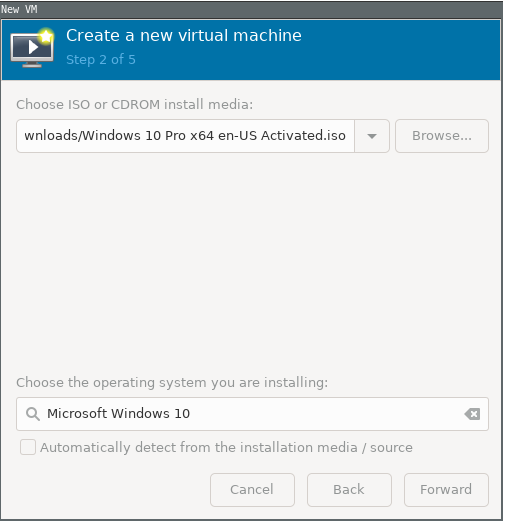 New VM
Create a new virtual machine
Step 2 of 5
Choose ISO or CDROM install media:
wnloads/Windows 10 Pro x64 en-US Activated.iso
Browse...
Choose the operating system you are installing:
Microsoft Windows 10
Automatically detect from the installation media / source
Cancel
Back
Forward